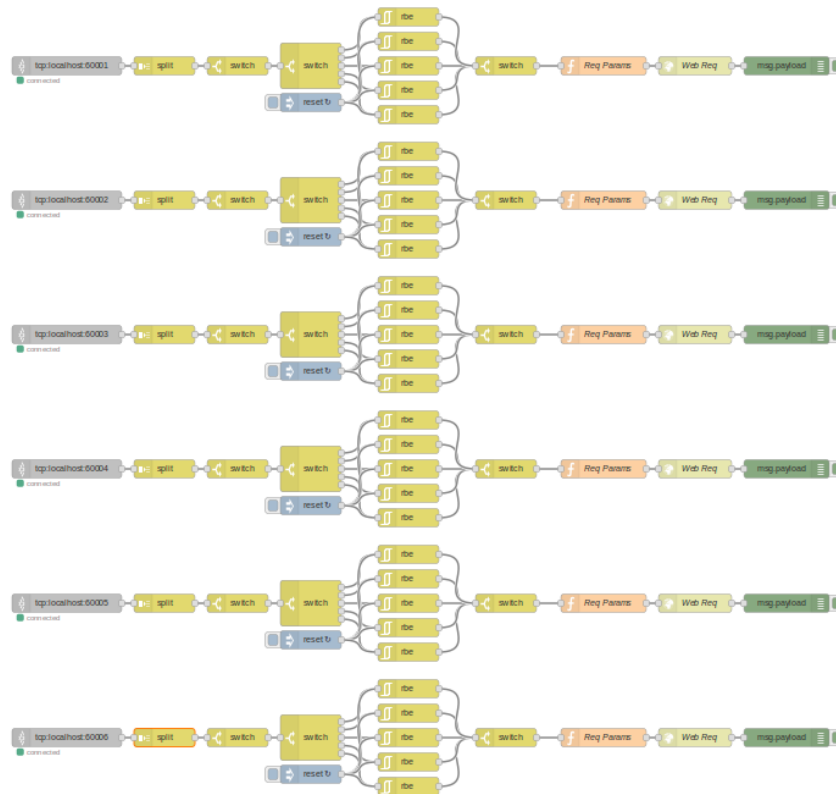 rbe
rbe
tcp:localhost:60001 split switch switch rbe switch Req Params Web Req msg.payload
connected
rbe
reset ↻
rbe
rbe
rbe
tcp:localhost:60002 split switch switch rbe switch Req Params Web Req msg.payload
connected
rbe
reset ↻
rbe
rbe
rbe
tcp:localhost:60003 split switch switch rbe switch Req Params Web Req msg.payload
connected
rbe
reset ↻
rbe
rbe
rbe
tcp:localhost:60004 split switch switch rbe switch Req Params Web Req msg.payload
connected
rbe
reset ↻
rbe
rbe
rbe
tcp:localhost:60005 split switch switch rbe switch Req Params Web Req msg.payload
connected
rbe
reset ↻
rbe
rbe
rbe
tcp:localhost:60006 split switch switch rbe switch Req Params Web Req msg.payload
connected
rbe
reset ↻
rbe